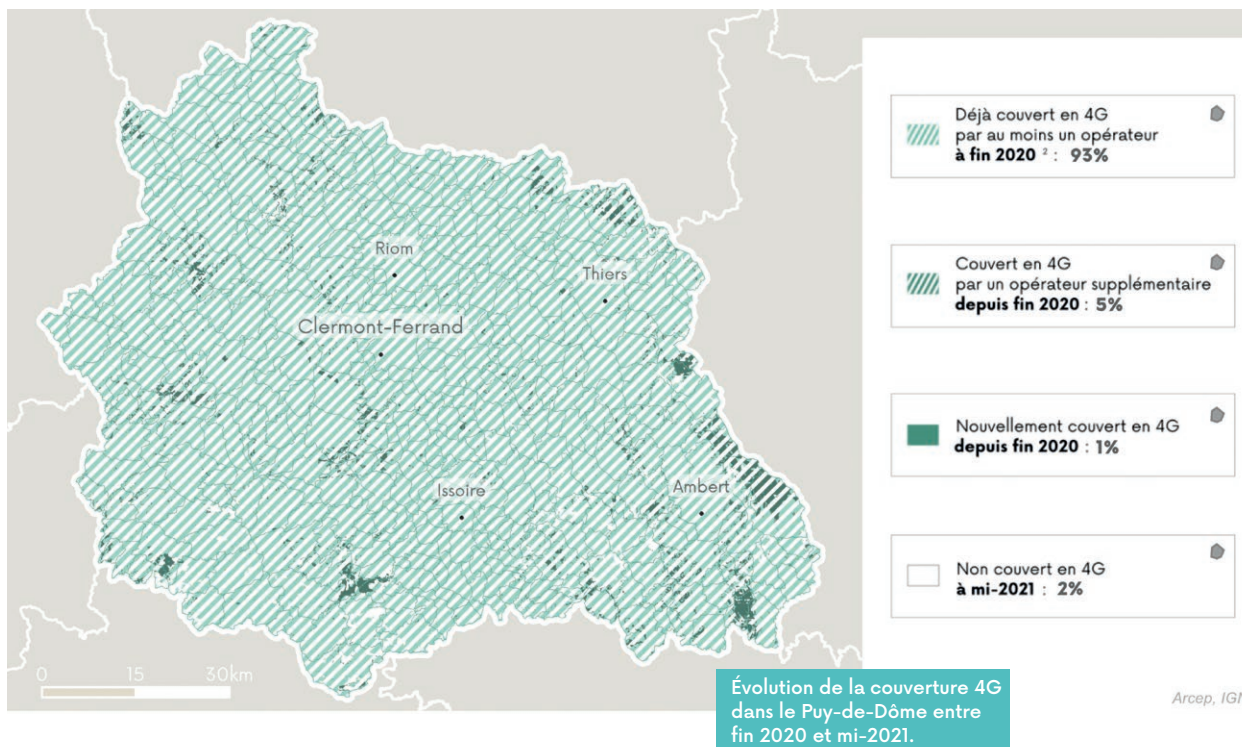 Déjà couvert en 4G
par au moins un opérateur
à fin 2020 ² : 93%
Couvert en 4G
par un opérateur supplémentaire
depuis fin 2020 : 5%
Nouvellement couvert en 4G
depuis fin 2020 : 1%
Non couvert en 4G
à mi-2021 : 2%
Riom
Thiers
Clermont-Ferrand
Issoire
Ambert
0 15 30km
Évolution de la couverture 4G
dans le Puy-de-Dôme entre
fin 2020 et mi-2021.
Arcep, IGN